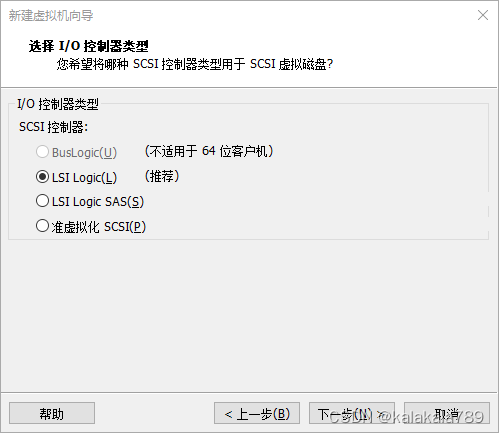 新建虚拟机向导
选择 I/O 控制器类型
您希望将哪种 SCSI 控制器类型用于 SCSI 虚拟磁盘?
I/O 控制器类型
SCSI 控制器:
BusLogic(U) (不适用于 64 位客户机)
LSI Logic(L) (推荐)
LSI Logic SAS(S)
准虚拟化 SCSI(P)
帮助 < 上一步(B) 下一步(N) > 取消
CSDN @kalakala789